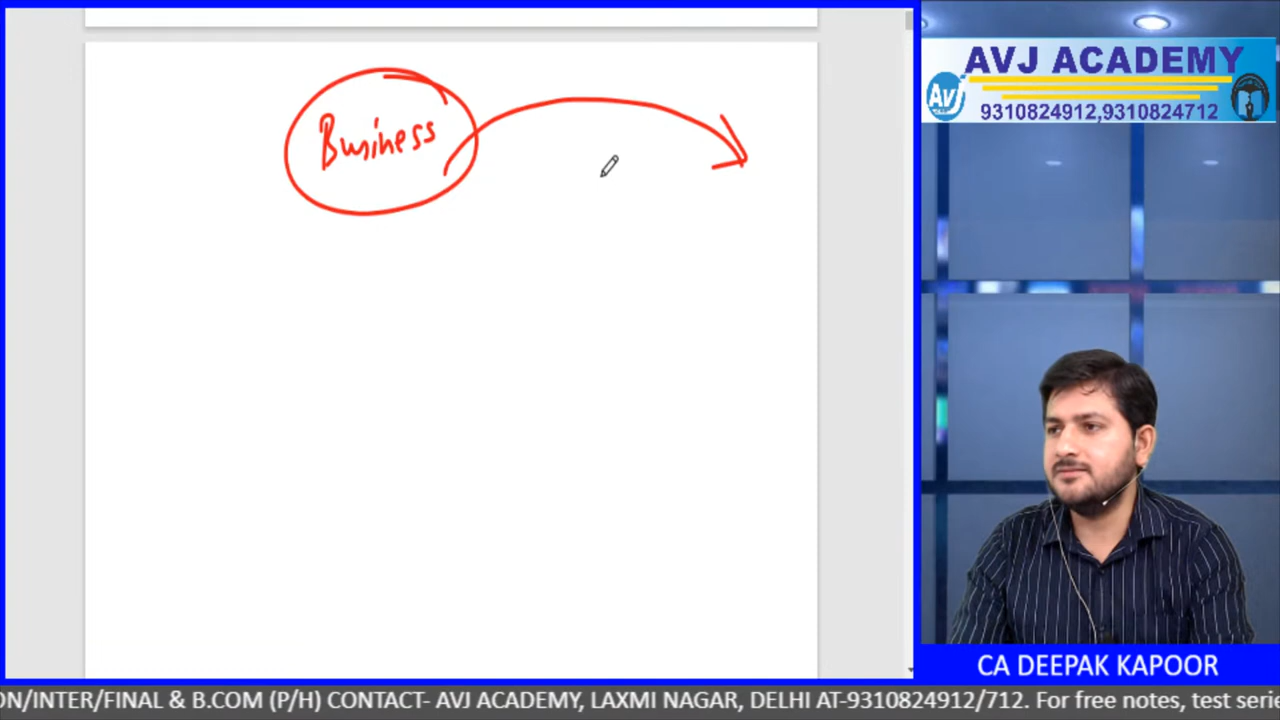 Business
AVJ ACADEMY
AVJ
9310824912,9310824712
CA DEEPAK KAPOOR
ON/INTER/FINAL & B.COM (P/H) CONTACT- AVJ ACADEMY, LAXMI NAGAR, DELHI AT-9310824912/712. For free notes, test serie